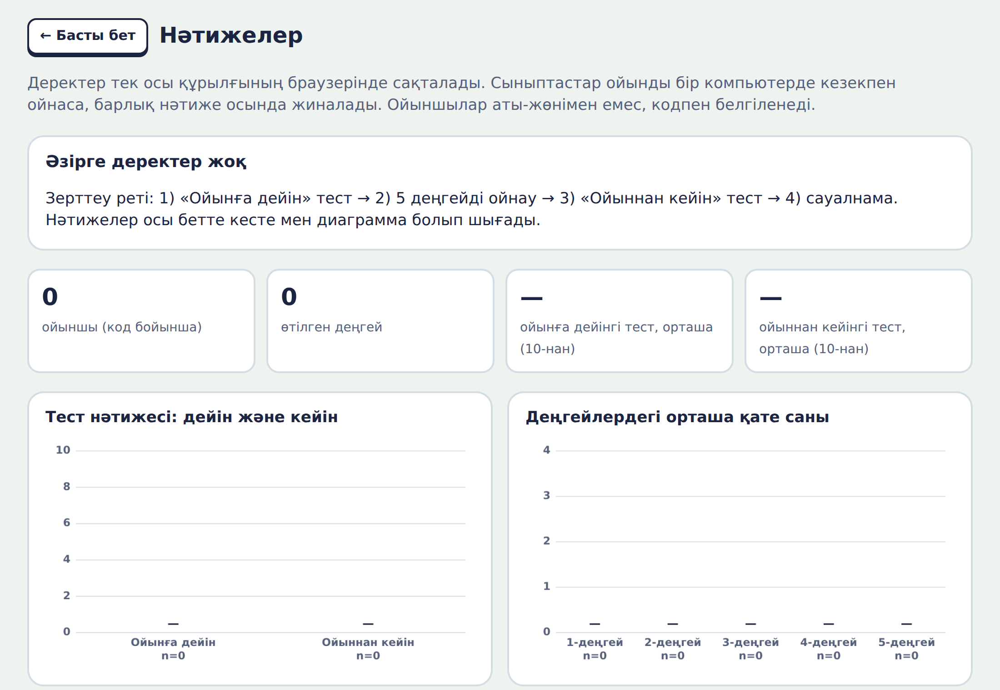 ← Басты бет
Нәтижелер
Деректер тек осы құрылғының браузерінде сақталады. Сыныптастар ойынды бір компьютерде кезекпен
ойнаса, барлық нәтиже осында жиналады. Ойыншылар аты-жөнімен емес, кодпен белгіленеді.
Әзірге деректер жоқ
Зерттеу реті: 1) «Ойынға дейін» тест → 2) 5 деңгейді ойнау → 3) «Ойыннан кейін» тест → 4) сауалнама.
Нәтижелер осы бетте кесте мен диаграмма болып шығады.
0
ойыншы (код бойынша)
0
өтілген деңгей
—
ойынға дейінгі тест, орташа
(10-нан)
—
ойыннан кейінгі тест,
орташа (10-нан)
Тест нәтижесі: дейін және кейін
10
8
6
4
2
0
— —
Ойынға дейін Ойыннан кейін
n=0 n=0
Деңгейлердегі орташа қате саны
4
3
2
1
0
— — — — —
1-деңгей 2-деңгей 3-деңгей 4-деңгей 5-деңгей
n=0 n=0 n=0 n=0 n=0